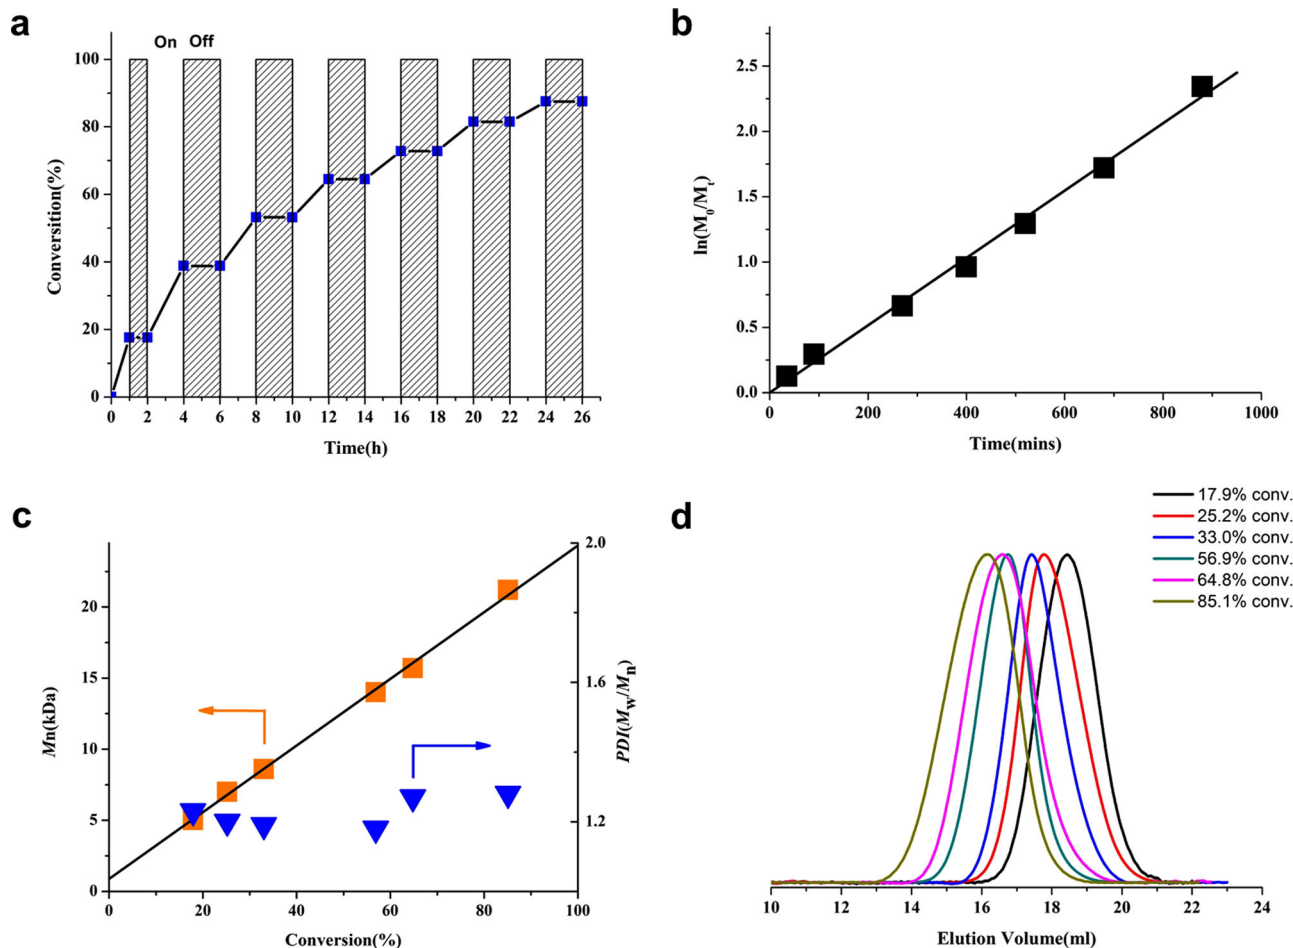 a
On Off
100
80
60
40
20
0
Conversition(%)
0 2 4 6 8 10 12 14 16 18 20 22 24 26
Time(h)
b
2.5
2.0
1.5
1.0
0.5
0.0
ln(M0/Mt)
0 200 400 600 800 1000
Time(mins)
c
20
15
10
5
0
Mn(kDa)
2.0
1.6
1.2
PDI(Mw/Mn)
0 20 40 60 80 100
Conversion(%)
d
17.9% conv.
25.2% conv.
33.0% conv.
56.9% conv.
64.8% conv.
85.1% conv.
10 12 14 16 18 20 22 24
Elution Volume(ml)